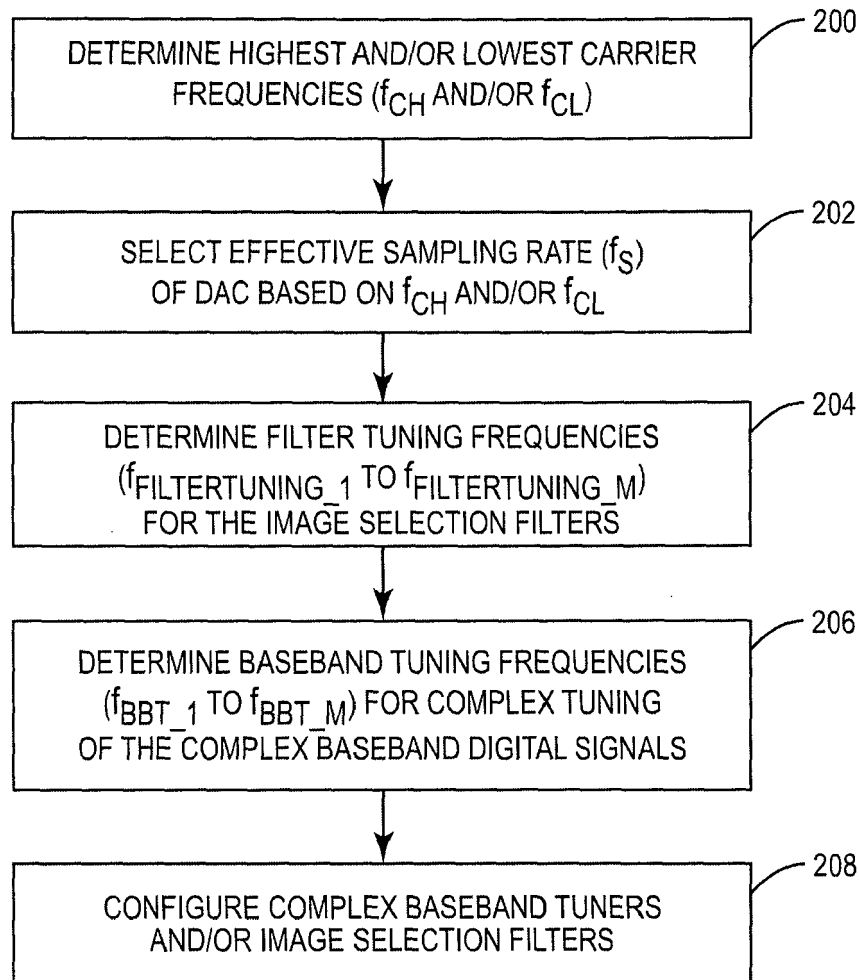 200
DETERMINE HIGHEST AND/OR LOWEST CARRIER
FREQUENCIES (fCH AND/OR fCL)
202
SELECT EFFECTIVE SAMPLING RATE (fS)
OF DAC BASED ON fCH AND/OR fCL
204
DETERMINE FILTER TUNING FREQUENCIES
(fFILTERTUNING_1 TO fFILTERTUNING_M)
FOR THE IMAGE SELECTION FILTERS
206
DETERMINE BASEBAND TUNING FREQUENCIES
(fBBT_1 TO fBBT_M) FOR COMPLEX TUNING
OF THE COMPLEX BASEBAND DIGITAL SIGNALS
208
CONFIGURE COMPLEX BASEBAND TUNERS
AND/OR IMAGE SELECTION FILTERS